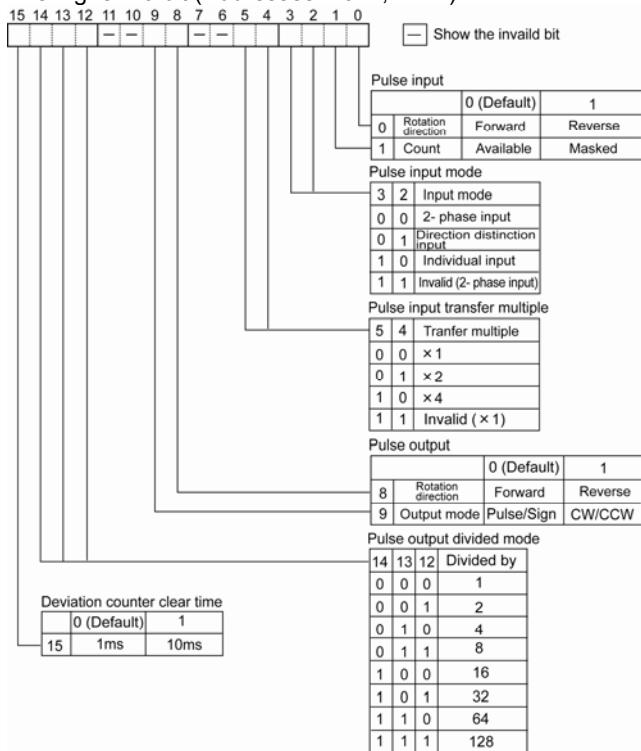 15 14 13 12 11 10 9 8 7 6 5 4 3 2 1 0
— — — —
— Show the invaild bit
Pulse input
0 (Default) 1
0 Rotation direction Forward Reverse
1 Count Available Masked
Pulse input mode
3 2 Input mode
0 0 2- phase input
0 1 Direction distinction input
1 0 Individual input
1 1 Invalid (2- phase input)
Pulse input transfer multiple
5 4 Tranfer multiple
0 0 ×1
0 1 ×2
1 0 ×4
1 1 Invalid (×1)
Pulse output
0 (Default) 1
8 Rotation direction Forward Reverse
9 Output mode Pulse/Sign CW/CCW
Pulse output divided mode
14 13 12 Divided by
0 0 0 1
0 0 1 2
0 1 0 4
0 1 1 8
1 0 0 16
1 0 1 32
1 1 0 64
1 1 1 128
Deviation counter clear time
0 (Default) 1
15 1ms 10ms